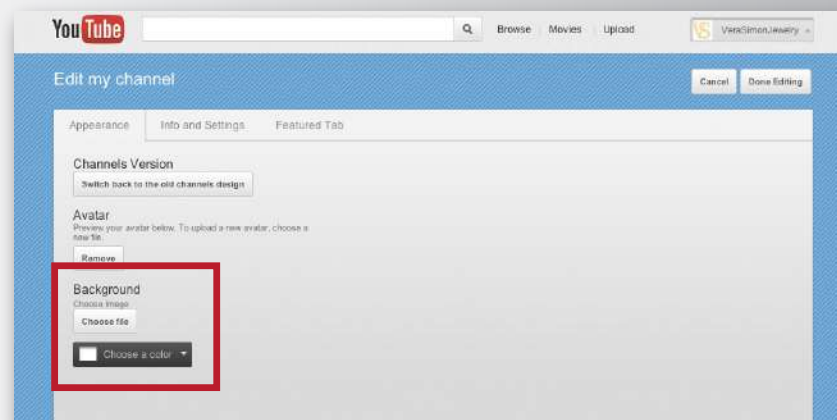 YouTube
Browse Movies Upload VeraSimonJewelry
Edit my channel
Cancel Done Editing
Appearance Info and Settings Featured Tab
Channels Version
Switch back to the old channels design
Avatar
Preview your avatar below. To upload a new avatar, choose a
new file.
Remove
Background
Choose image
Choose file
Choose a color